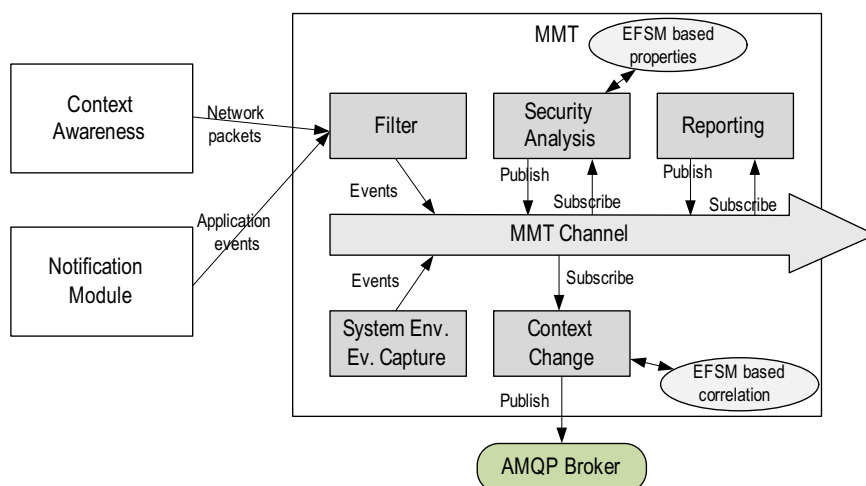 MMT
EFSM based
properties
Context
Awareness
Network
packets
Filter
Security
Analysis
Reporting
Events
Publish
Subscribe
Publish
Subscribe
Application
events
MMT Channel
Notification
Module
Events
Subscribe
System Env.
Ev. Capture
Context
Change
EFSM based
correlation
Publish
AMQP Broker